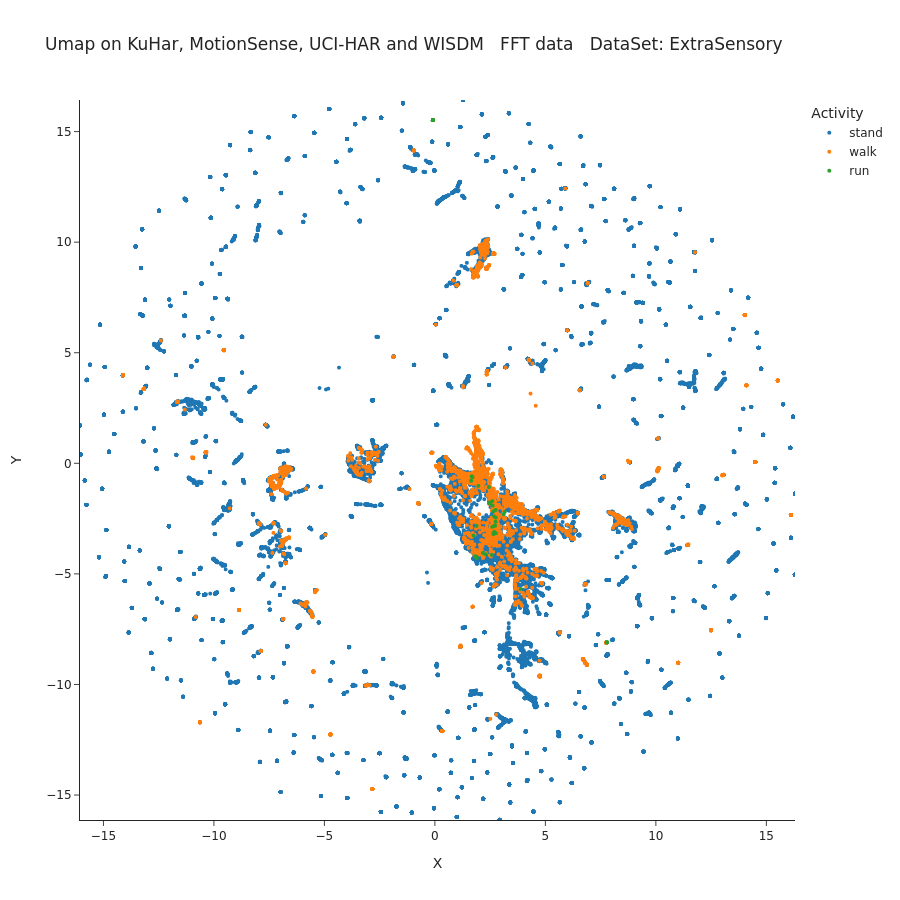 Umap on KuHar, MotionSense, UCI-HAR and WISDM   FFT data   DataSet: ExtraSensory
Activity
stand
walk
run
15
10
5
0
−5
−10
−15
Y
−15 −10 −5 0 5 10 15
X